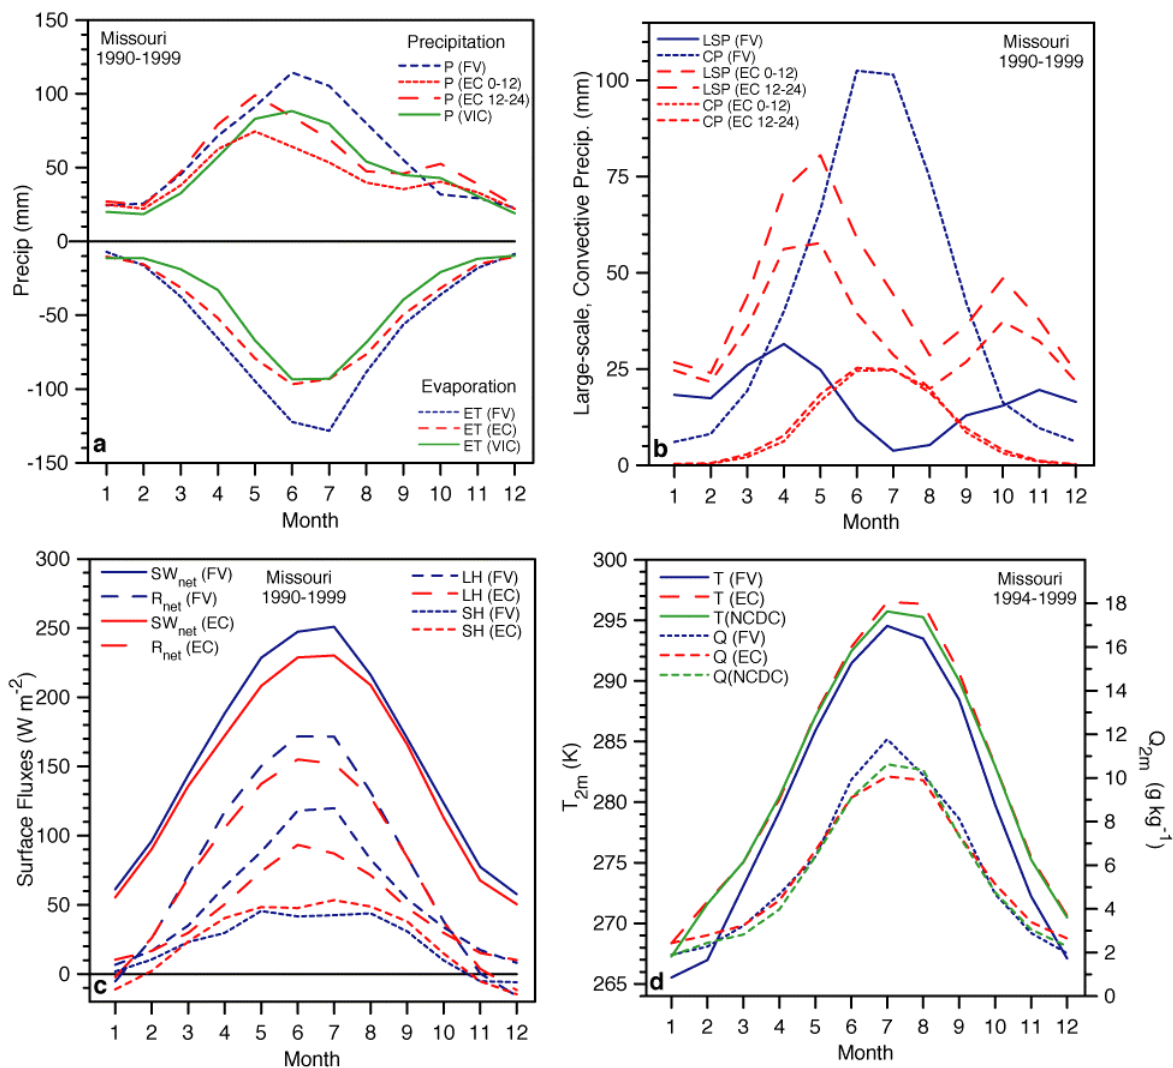 Missouri
1990-1999
Precipitation
P (FV)
P (EC 0-12)
P (EC 12-24)
P (VIC)
150
100
50
0
-50
-100
-150
Precip (mm)
Evaporation
ET (FV)
ET (EC)
ET (VIC)
a
1 2 3 4 5 6 7 8 9 10 11 12
Month
LSP (FV)
CP (FV)
LSP (EC 0-12)
LSP (EC 12-24)
CP (EC 0-12)
CP (EC 12-24)
Missouri
1990-1999
100
75
50
25
0
Large-scale, Convective Precip. (mm)
b
1 2 3 4 5 6 7 8 9 10 11 12
Month
SWnet (FV)
Rnet (FV)
SWnet (EC)
Rnet (EC)
Missouri
1990-1999
LH (FV)
LH (EC)
SH (FV)
SH (EC)
300
250
200
150
100
50
0
Surface Fluxes (W m-2)
c
1 2 3 4 5 6 7 8 9 10 11 12
Month
T (FV)
T (EC)
T(NCDC)
Q (FV)
Q (EC)
Q(NCDC)
Missouri
1994-1999
300
295
290
285
280
275
270
265
T2m (K)
18
16
14
12
10
8
6
4
2
0
Q2m (g kg-1)
d
1 2 3 4 5 6 7 8 9 10 11 12
Month